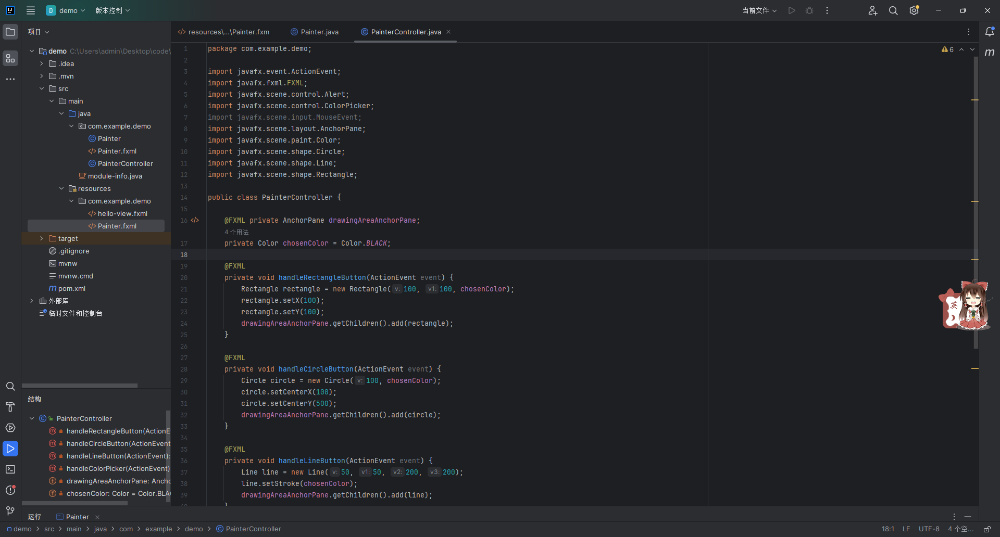 D demo 版本控制 当前文件
项目
resources\...\Painter.fxm Painter.java PainterController.java
demo C:\Users\admin\Desktop\code\
.idea
.mvn
src
main
java
com.example.demo
Painter
Painter.fxml
PainterController
module-info.java
resources
com.example.demo
hello-view.fxml
Painter.fxml
target
.gitignore
mvnw
mvnw.cmd
pom.xml
外部库
临时文件和控制台
结构
PainterController
handleRectangleButton(ActionE
handleCircleButton(ActionEvent
handleLineButton(ActionEvent):
handleColorPicker(ActionEvent)
drawingAreaAnchorPane: Ancho
chosenColor: Color = Color.BLA
6
1 package com.example.demo;
2
3 import javafx.event.ActionEvent;
4 import javafx.fxml.FXML;
5 import javafx.scene.control.Alert;
6 import javafx.scene.control.ColorPicker;
7 import javafx.scene.input.MouseEvent;
8 import javafx.scene.layout.AnchorPane;
9 import javafx.scene.paint.Color;
10 import javafx.scene.shape.Circle;
11 import javafx.scene.shape.Line;
12 import javafx.scene.shape.Rectangle;
13
14 public class PainterController {
15
16 @FXML private AnchorPane drawingAreaAnchorPane;
4 个用法
17 private Color chosenColor = Color.BLACK;
18
19 @FXML
20 private void handleRectangleButton(ActionEvent event) {
21 Rectangle rectangle = new Rectangle( v: 100, v1: 100, chosenColor);
22 rectangle.setX(100);
23 rectangle.setY(100);
24 drawingAreaAnchorPane.getChildren().add(rectangle);
25 }
26
27 @FXML
28 private void handleCircleButton(ActionEvent event) {
29 Circle circle = new Circle( v: 100, chosenColor);
30 circle.setCenterX(100);
31 circle.setCenterY(500);
32 drawingAreaAnchorPane.getChildren().add(circle);
33 }
34
35 @FXML
36 private void handleLineButton(ActionEvent event) {
37 Line line = new Line( v: 50, v1: 50, v2: 200, v3: 200);
38 line.setStroke(chosenColor);
39 drawingAreaAnchorPane.getChildren().add(line);
英
运行 Painter
demo > src > main > java > com > example > demo > PainterController
18:1 LF UTF-8 4 个空...